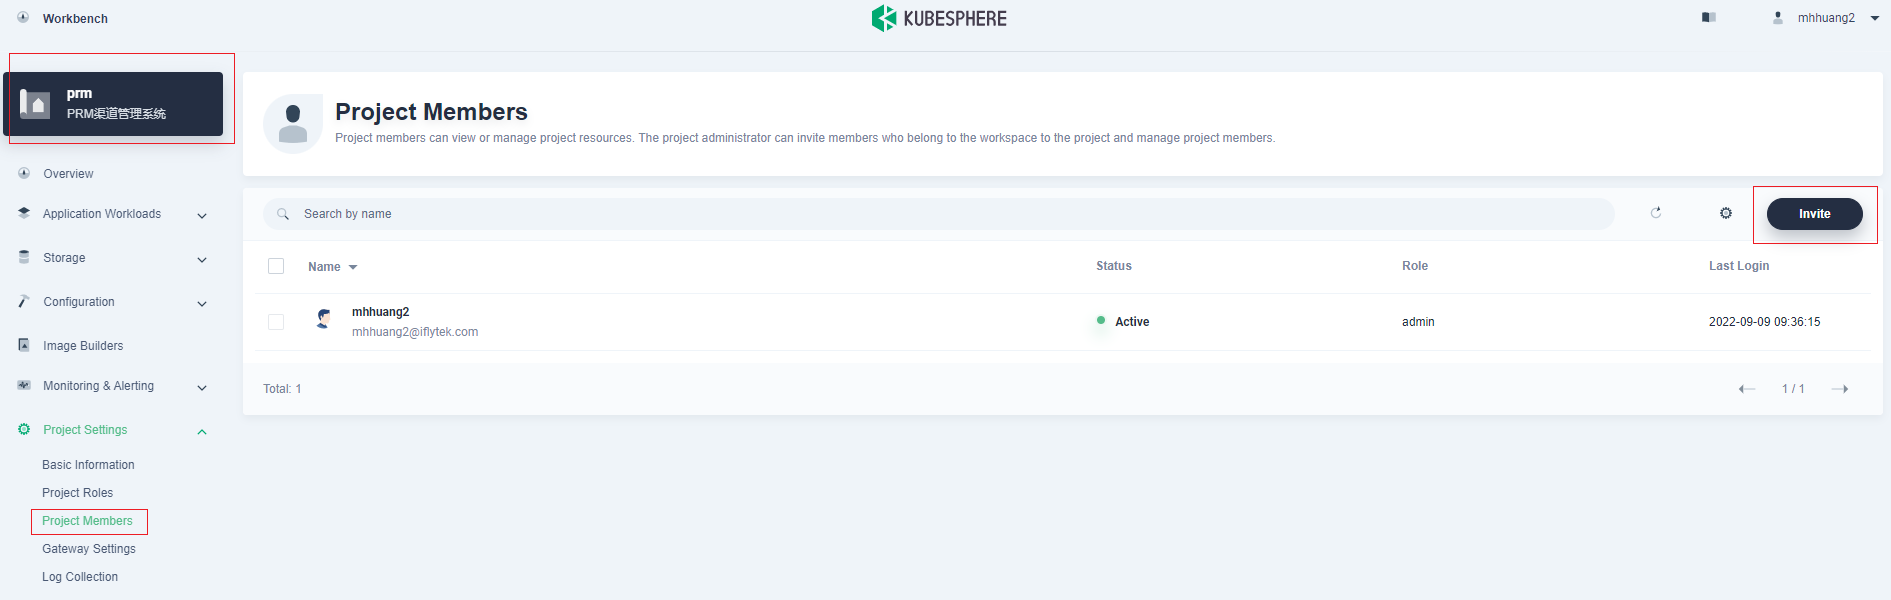 Workbench
KUBESPHERE
mhhuang2
prm
PRM渠道管理系统
Overview
Application Workloads
Storage
Configuration
Image Builders
Monitoring & Alerting
Project Settings
Basic Information
Project Roles
Project Members
Gateway Settings
Log Collection
Project Members
Project members can view or manage project resources. The project administrator can invite members who belong to the workspace to the project and manage project members.
Search by name
Invite
Name Status Role Last Login
mhhuang2
mhhuang2@iflytek.com
Active
admin
2022-09-09 09:36:15
Total: 1
1 / 1